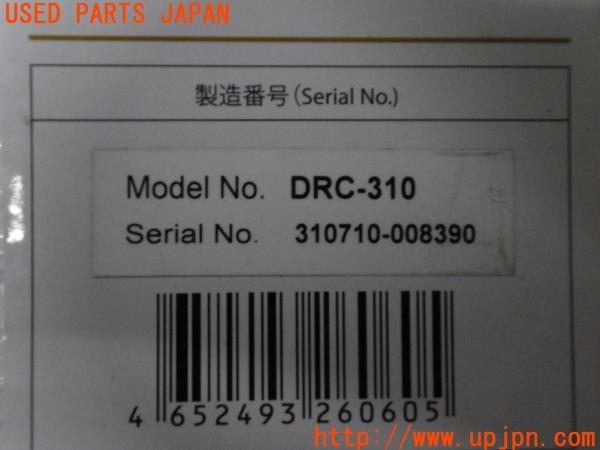 USED PARTS JAPAN
製造番号(Serial No.)
Model No. DRC-310
Serial No. 310710-008390
4 652493 260605
http://www.upjpn.com/